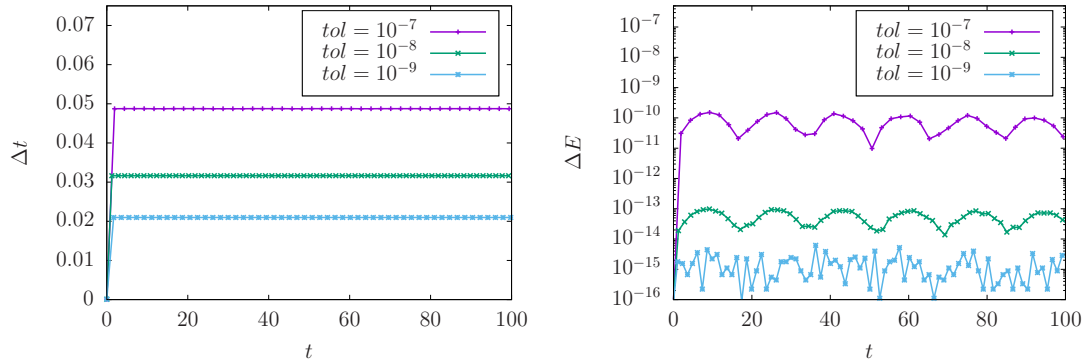 0.07
0.06
0.05
0.04
0.03
0.02
0.01
0
0 20 40 60 80 100
Δt
t
tol = 10⁻⁷
tol = 10⁻⁸
tol = 10⁻⁹
10⁻⁷
10⁻⁸
10⁻⁹
10⁻¹⁰
10⁻¹¹
10⁻¹²
10⁻¹³
10⁻¹⁴
10⁻¹⁵
10⁻¹⁶
0 20 40 60 80 100
ΔE
t
tol = 10⁻⁷
tol = 10⁻⁸
tol = 10⁻⁹